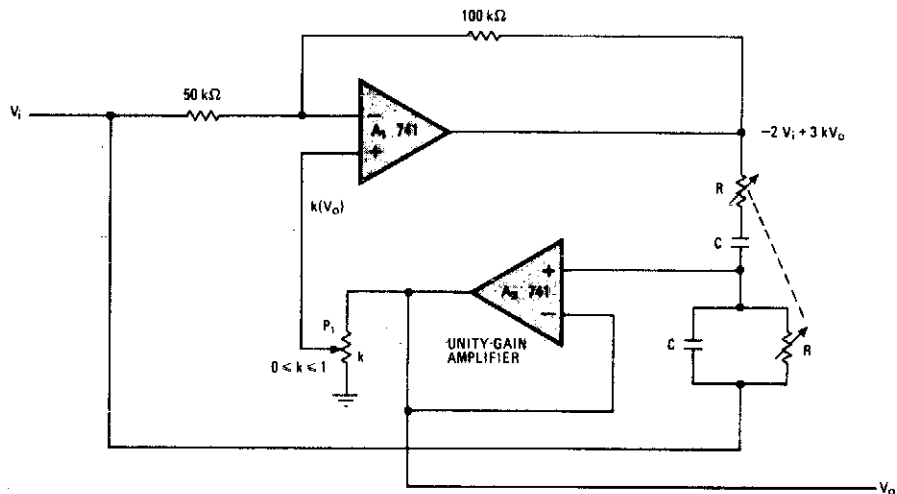 100 kΩ
50 kΩ
Vi
A1 741
−2 Vi + 3 kVo
R
k(Vo)
C
A2 741
P1
k
0 ≤ k ≤ 1
UNITY-GAIN
AMPLIFIER
C
R
Vo